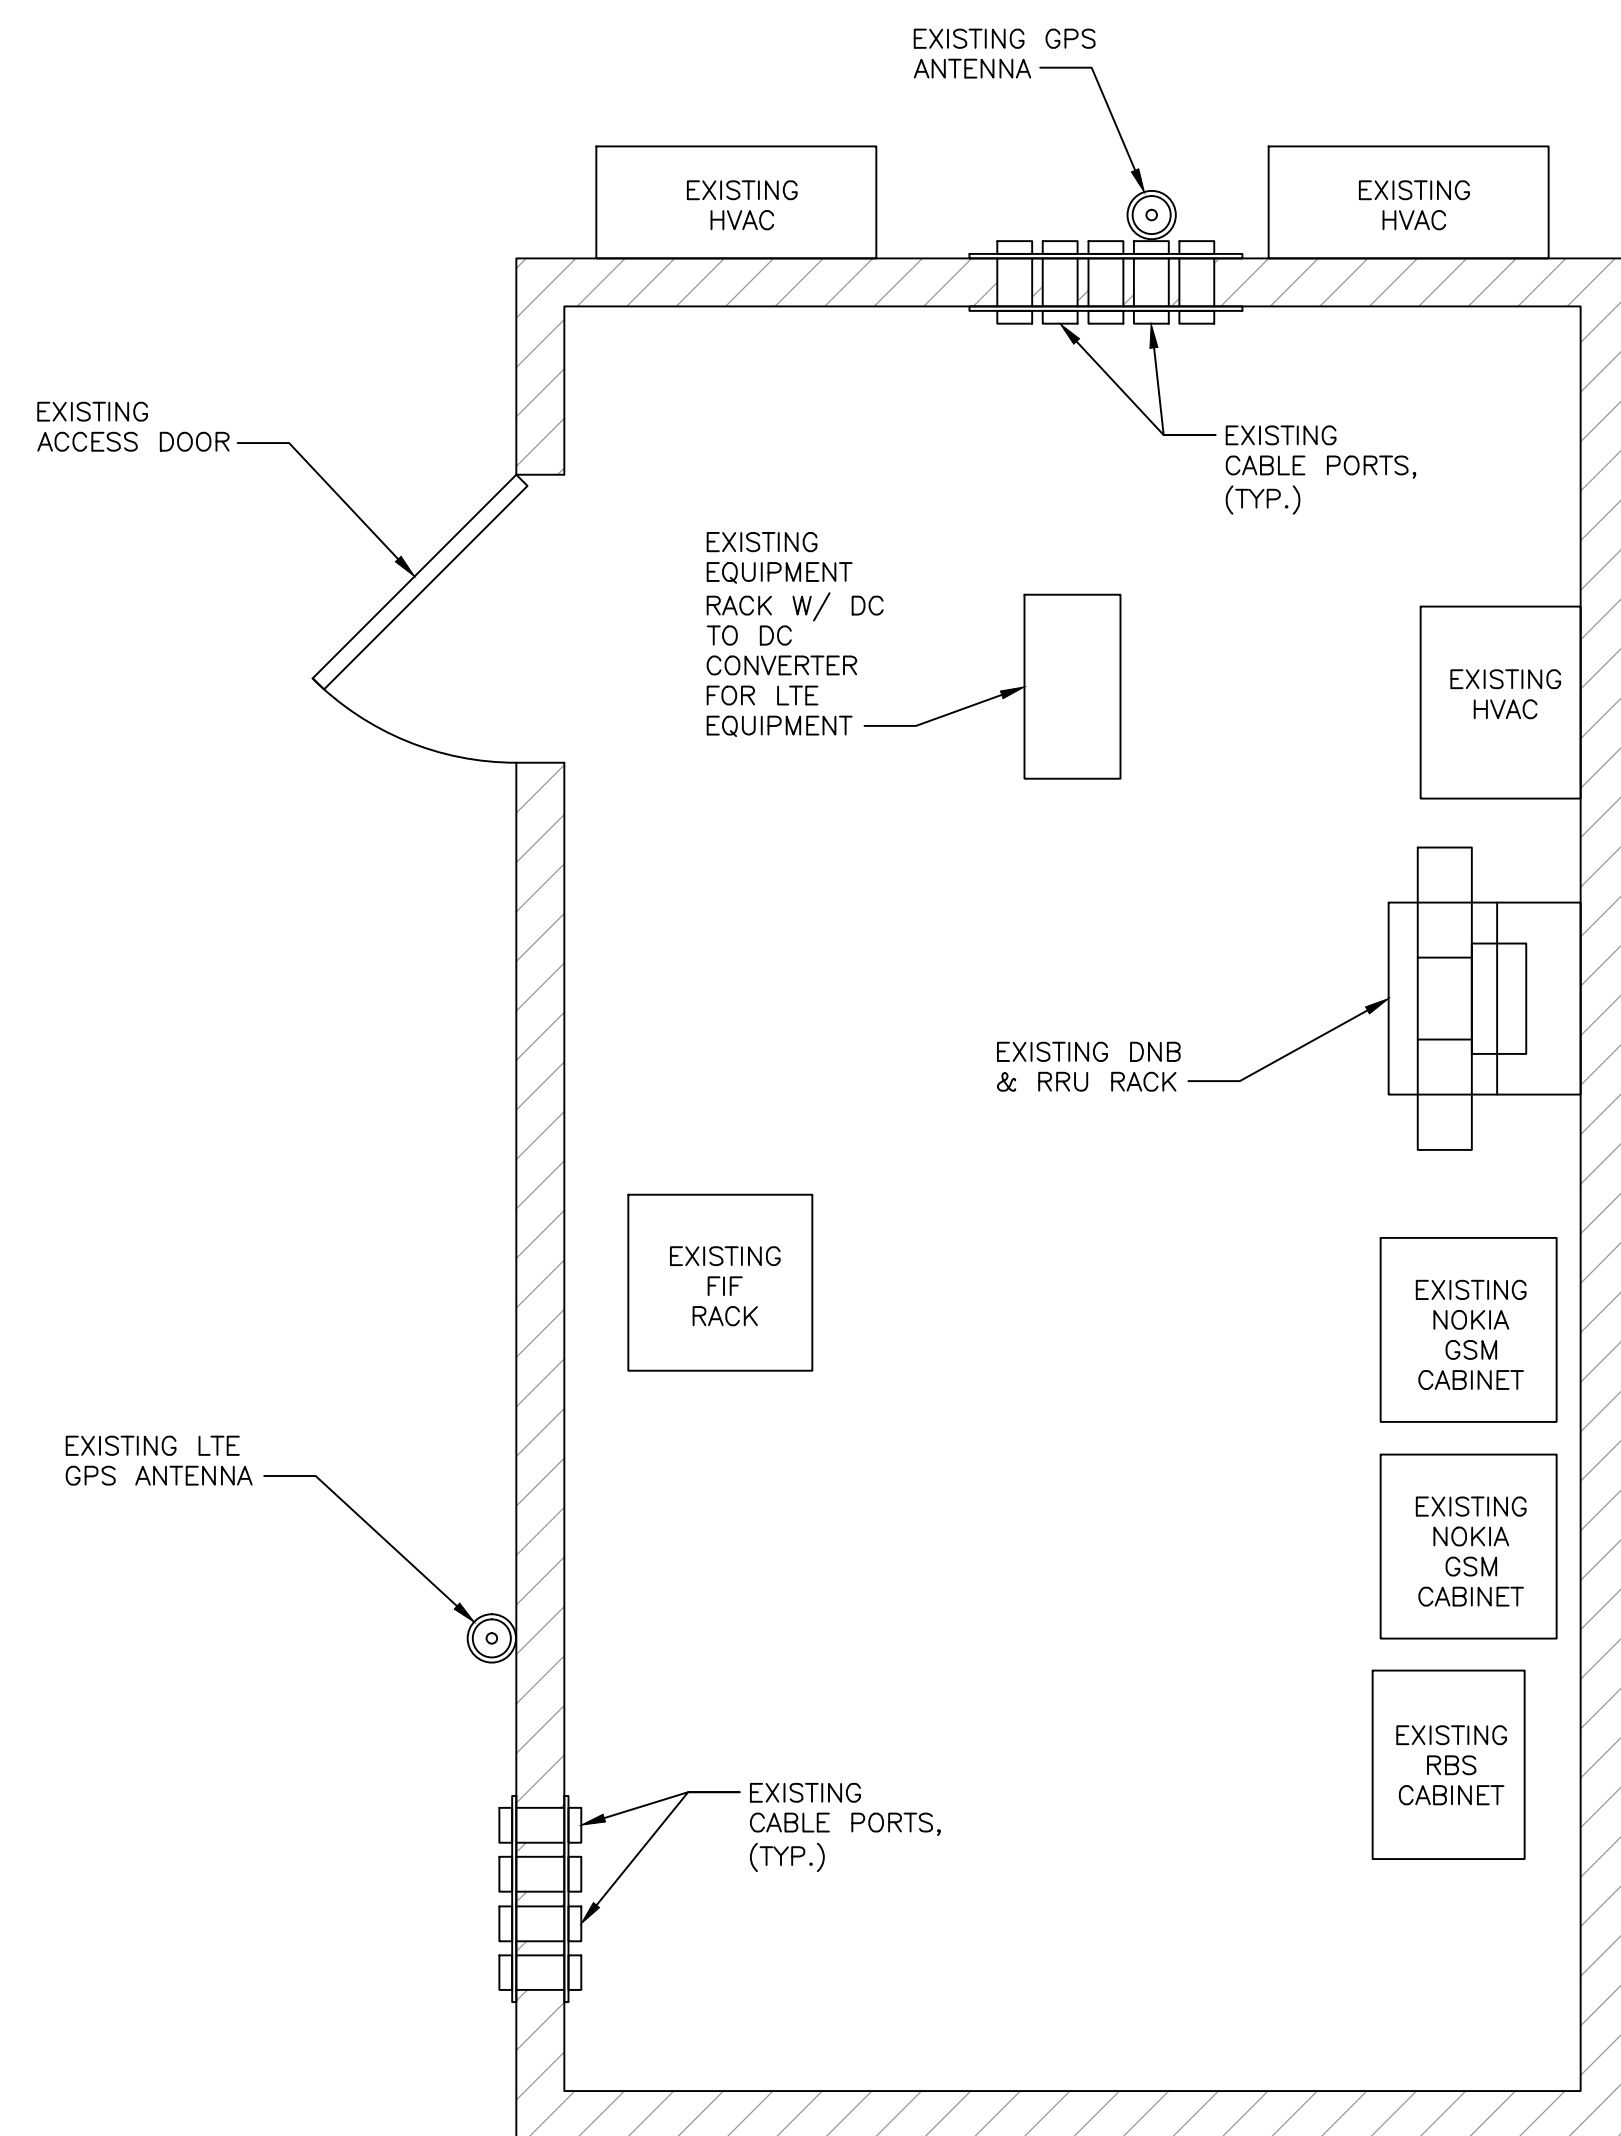 EXISTING GPS
ANTENNA
EXISTING
HVAC
EXISTING
HVAC
EXISTING
ACCESS DOOR
EXISTING
CABLE PORTS,
(TYP.)
EXISTING
EQUIPMENT
RACK W/ DC
TO DC
CONVERTER
FOR LTE
EQUIPMENT
EXISTING
HVAC
EXISTING DNB
& RRU RACK
EXISTING
FIF
RACK
EXISTING
NOKIA
GSM
CABINET
EXISTING LTE
GPS ANTENNA
EXISTING
NOKIA
GSM
CABINET
EXISTING
RBS
CABINET
EXISTING
CABLE PORTS,
(TYP.)